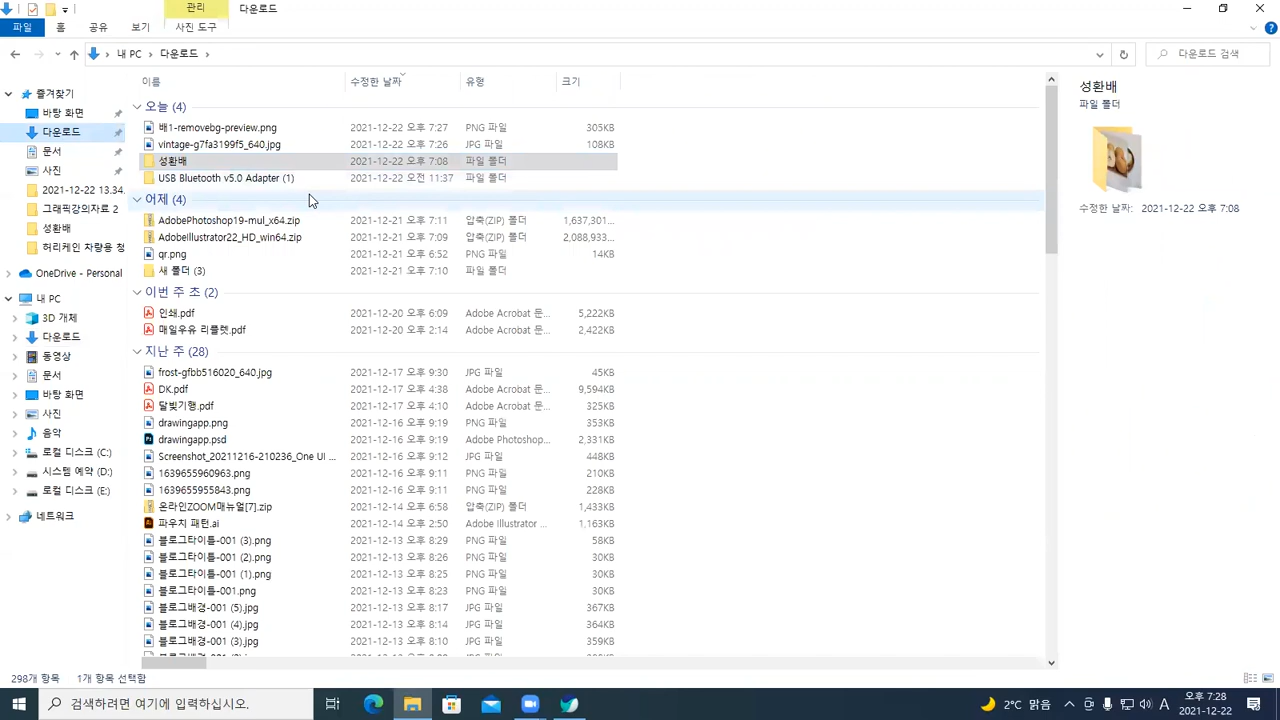 관리
다운로드
파일
홈
공유
보기
사진 도구
내 PC
다운로드
다운로드 검색
즐겨찾기
바탕 화면
다운로드
문서
사진
2021-12-22 13.34.
그래픽강의자료 2
성환배
허리케인 차량용 청
OneDrive - Personal
내 PC
3D 개체
다운로드
동영상
문서
바탕 화면
사진
음악
로컬 디스크 (C:)
시스템 예약 (D:)
로컬 디스크 (E:)
네트워크
이름 수정한 날짜 유형 크기
오늘 (4)
배1-removebg-preview.png 2021-12-22 오후 7:27 PNG 파일 305KB
vintage-g7fa3199f5_640.jpg 2021-12-22 오후 7:26 JPG 파일 108KB
성환배 2021-12-22 오후 7:08 파일 폴더
USB Bluetooth v5.0 Adapter (1) 2021-12-22 오전 11:37 파일 폴더
어제 (4)
AdobePhotoshop19-mul_x64.zip 2021-12-21 오후 7:11 압축(ZIP) 폴더 1,637,301...
AdobeIllustrator22_HD_win64.zip 2021-12-21 오후 7:09 압축(ZIP) 폴더 2,088,933...
qr.png 2021-12-21 오후 6:52 PNG 파일 14KB
새 폴더 (3) 2021-12-21 오후 7:10 파일 폴더
이번 주 초 (2)
인쇄.pdf 2021-12-20 오후 6:09 Adobe Acrobat 문... 5,222KB
매일우유 리플렛.pdf 2021-12-20 오후 2:14 Adobe Acrobat 문... 2,422KB
지난 주 (28)
frost-gfbb516020_640.jpg 2021-12-17 오후 9:30 JPG 파일 45KB
DK.pdf 2021-12-17 오후 4:38 Adobe Acrobat 문... 9,594KB
달빛기행.pdf 2021-12-17 오후 4:10 Adobe Acrobat 문... 325KB
drawingapp.png 2021-12-16 오후 9:19 PNG 파일 353KB
drawingapp.psd 2021-12-16 오후 9:19 Adobe Photoshop... 2,331KB
Screenshot_20211216-210236_One UI ... 2021-12-16 오후 9:12 JPG 파일 448KB
1639655960963.png 2021-12-16 오후 9:11 PNG 파일 210KB
1639655955843.png 2021-12-16 오후 9:11 PNG 파일 228KB
온라인ZOOM매뉴얼[7].zip 2021-12-14 오후 6:58 압축(ZIP) 폴더 1,433KB
파우치 패턴.ai 2021-12-14 오후 2:50 Adobe Illustrator ... 1,163KB
블로그타이틀-001 (3).png 2021-12-13 오후 8:29 PNG 파일 58KB
블로그타이틀-001 (2).png 2021-12-13 오후 8:26 PNG 파일 30KB
블로그타이틀-001 (1).png 2021-12-13 오후 8:25 PNG 파일 30KB
블로그타이틀-001.png 2021-12-13 오후 8:23 PNG 파일 30KB
블로그배경-001 (5).jpg 2021-12-13 오후 8:17 JPG 파일 367KB
블로그배경-001 (4).jpg 2021-12-13 오후 8:14 JPG 파일 364KB
블로그배경-001 (3).jpg 2021-12-13 오후 8:10 JPG 파일 359KB
성환배
파일 폴더
수정한 날짜: 2021-12-22 오후 7:08
298개 항목 1개 항목 선택함
검색하려면 여기에 입력하십시오.
2°C 맑음
A
오후 7:28
2021-12-22